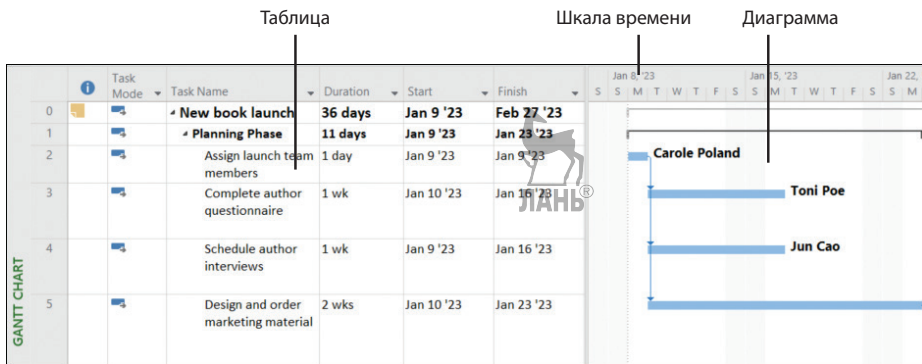 Таблица Шкала времени Диаграмма
Jan 8, '23 Jan 15, '23 Jan 22,
Task Mode Task Name Duration Start Finish S S M T W T F S S M T W T F S S M
0 New book launch 36 days Jan 9 '23 Feb 27 '23
1 Planning Phase 11 days Jan 9 '23 Jan 23 '23
2 Assign launch team 1 day Jan 9 '23 Jan 9 '23 Carole Poland
members
3 Complete author 1 wk Jan 10 '23 Jan 16 '23 Toni Poe
questionnaire
ЛАНЬ®
4 Schedule author 1 wk Jan 9 '23 Jan 16 '23 Jun Cao
interviews
5 Design and order 2 wks Jan 10 '23 Jan 23 '23
marketing material
GANTT CHART